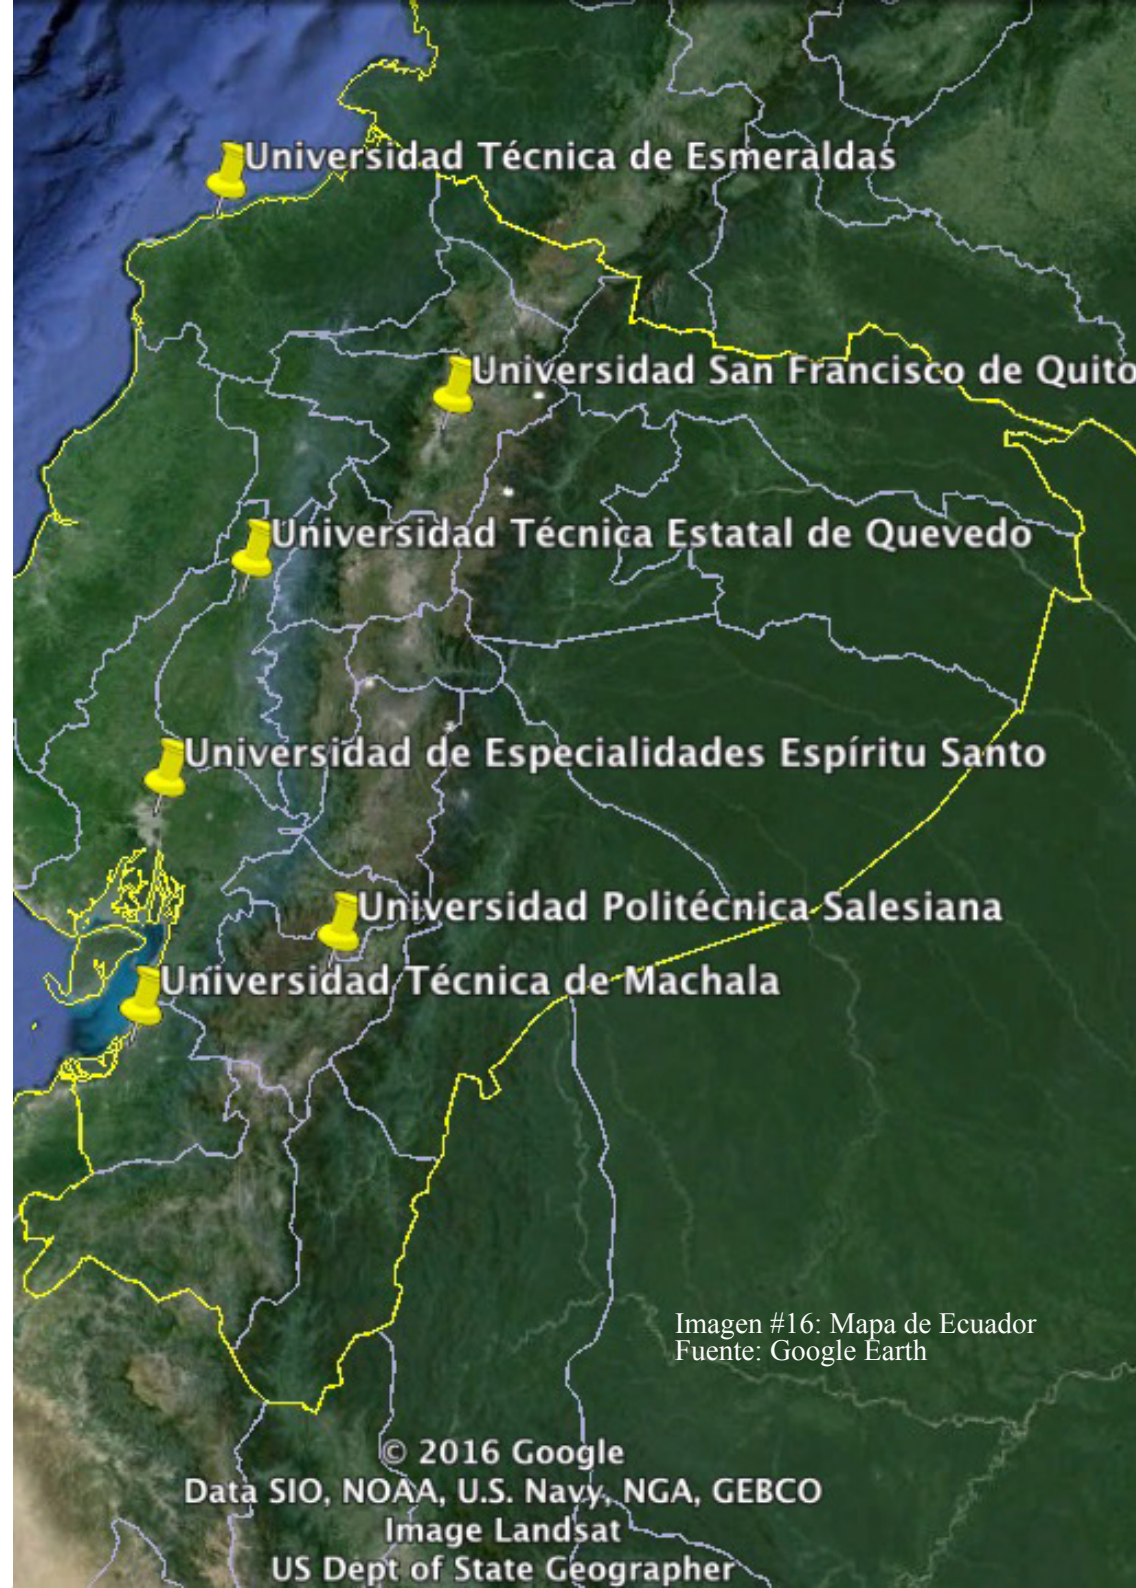 Universidad Técnica de Esmeraldas
Universidad San Francisco de Quito
Universidad Técnica Estatal de Quevedo
Universidad de Especialidades Espíritu Santo
Universidad Politécnica Salesiana
Universidad Técnica de Machala
Imagen #16: Mapa de Ecuador
Fuente: Google Earth
© 2016 Google
Data SIO, NOAA, U.S. Navy, NGA, GEBCO
Image Landsat
US Dept of State Geographer